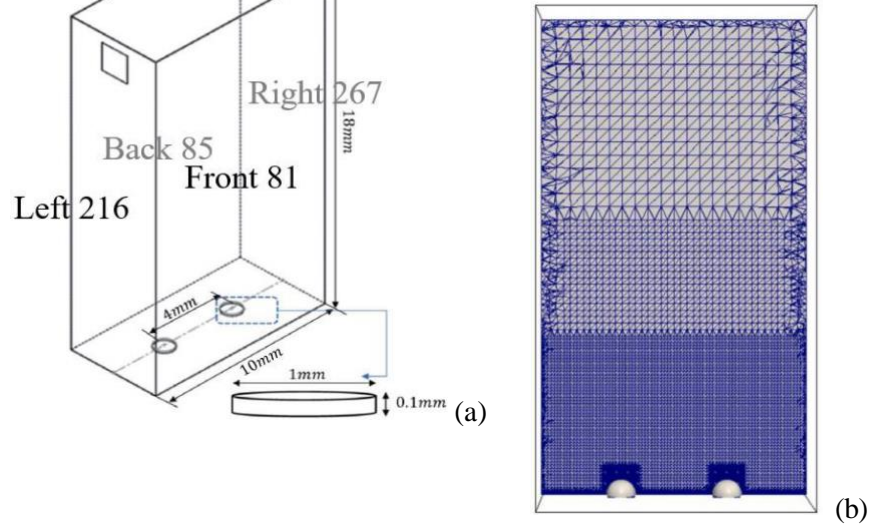 Right 267
18mm
Back 85
Front 81
Left 216
4mm
10mm
1mm
0.1mm
(a)
(b)